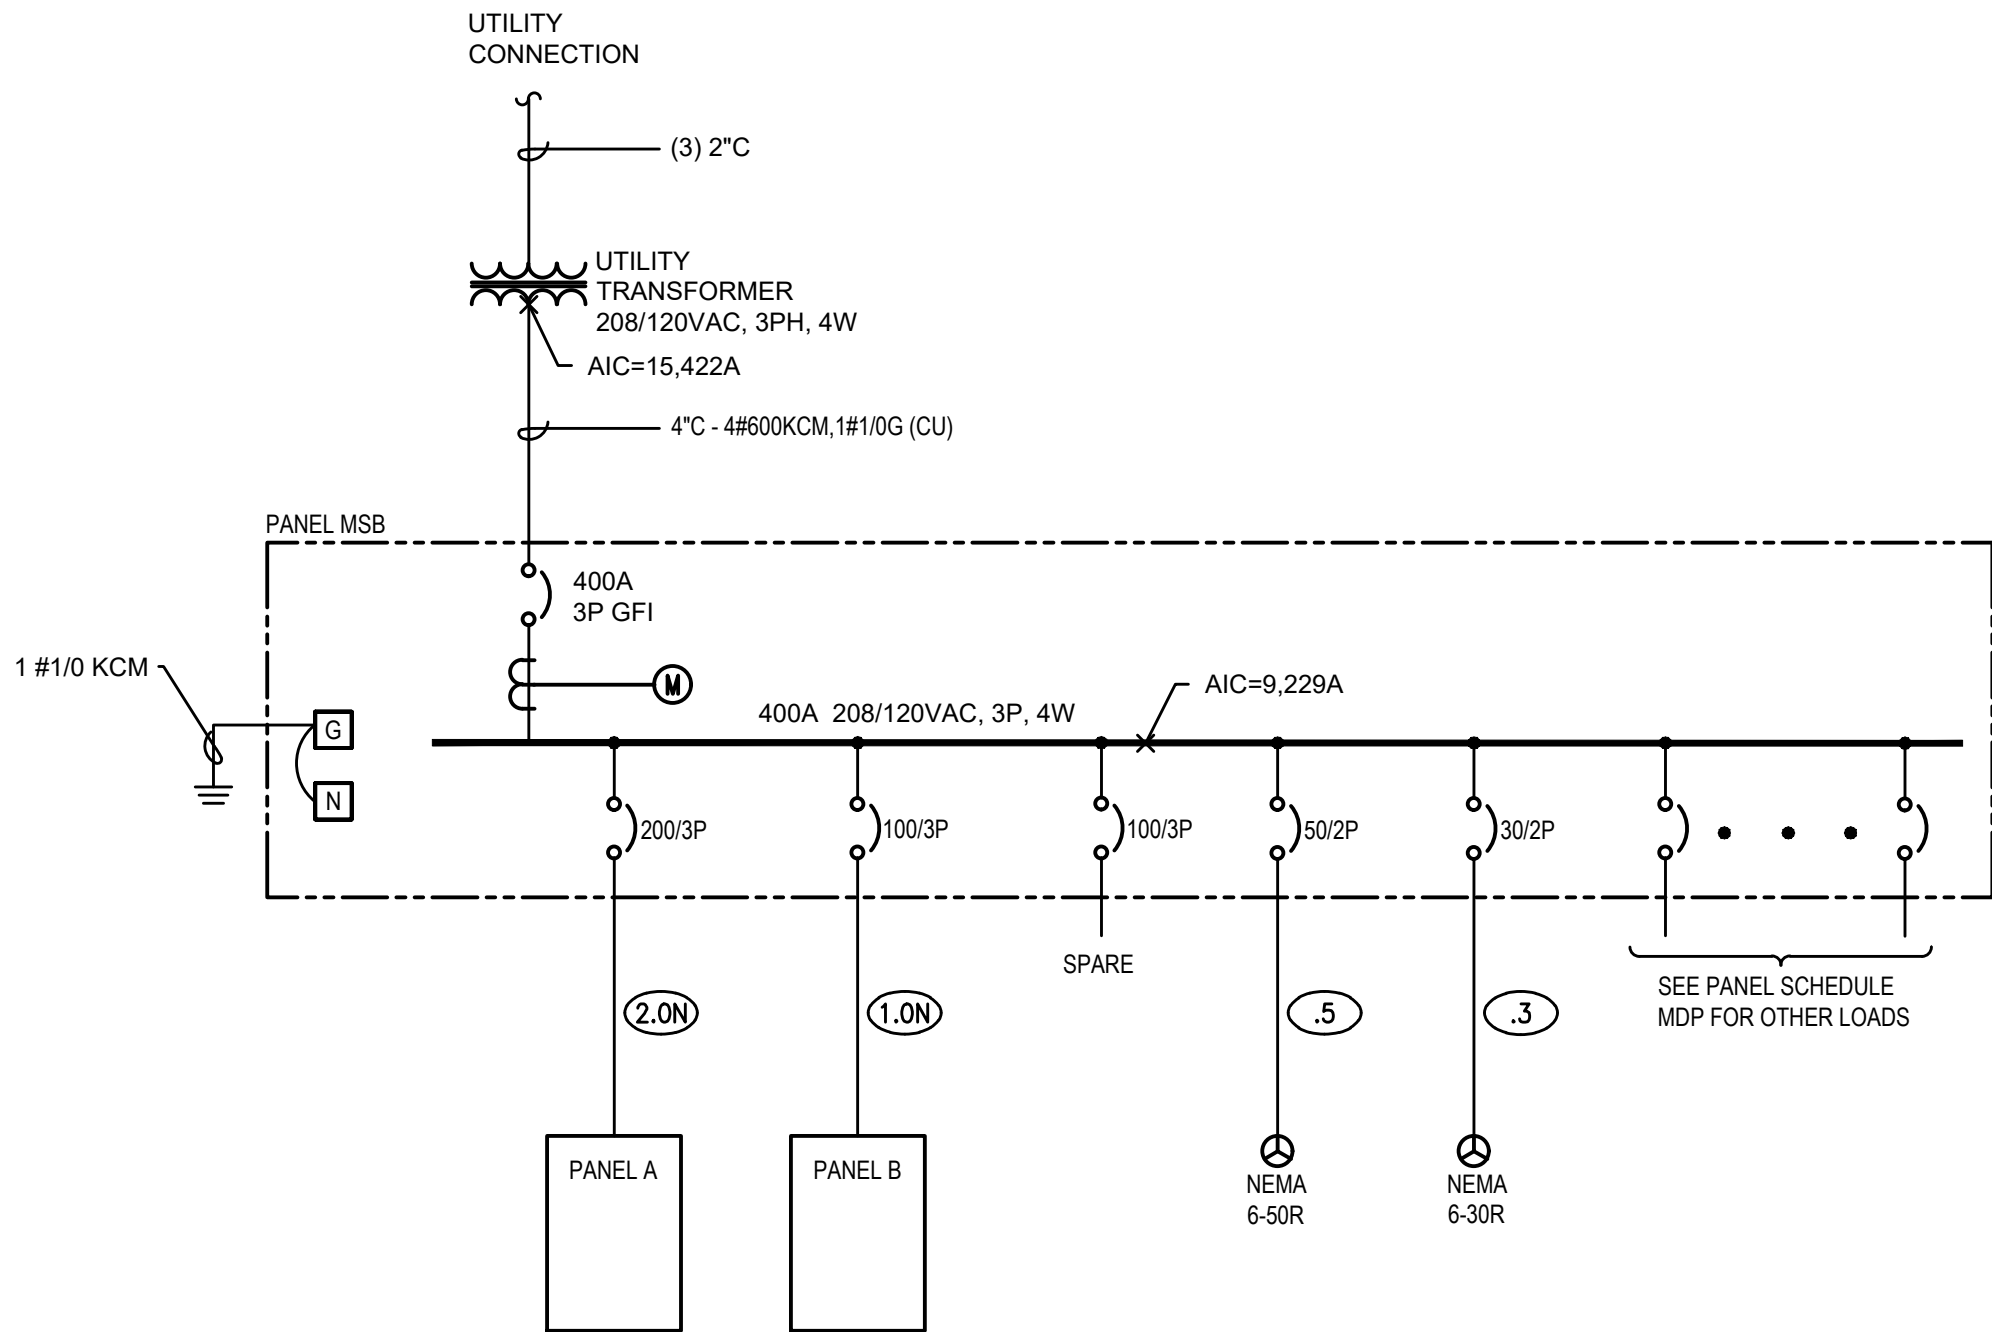 UTILITY
CONNECTION
(3) 2"C
UTILITY
TRANSFORMER
208/120VAC, 3PH, 4W
AIC=15,422A
4"C - 4#600KCM,1#1/0G (CU)
PANEL MSB
400A
3P GFI
1 #1/0 KCM
M
AIC=9,229A
400A  208/120VAC, 3P, 4W
G
N
200/3P
100/3P
100/3P
50/2P
30/2P
SPARE
SEE PANEL SCHEDULE
MDP FOR OTHER LOADS
2.0N
1.0N
.5
.3
PANEL A
PANEL B
NEMA
6-50R
NEMA
6-30R